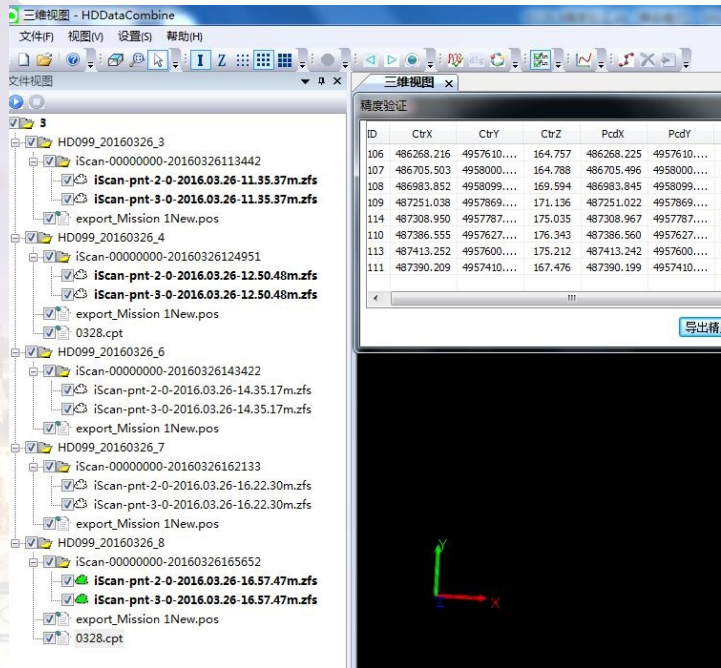 三维视图 - HDDataCombine
文件(F) 视图(V) 设置(S) 帮助(H)
I Z
文件视图
三维视图 x
3
HD099_20160326_3
iScan-00000000-20160326113442
iScan-pnt-2-0-2016.03.26-11.35.37m.zfs
iScan-pnt-3-0-2016.03.26-11.35.37m.zfs
export_Mission 1New.pos
HD099_20160326_4
iScan-00000000-20160326124951
iScan-pnt-2-0-2016.03.26-12.50.48m.zfs
iScan-pnt-3-0-2016.03.26-12.50.48m.zfs
export_Mission 1New.pos
0328.cpt
HD099_20160326_6
iScan-00000000-20160326143422
iScan-pnt-2-0-2016.03.26-14.35.17m.zfs
iScan-pnt-3-0-2016.03.26-14.35.17m.zfs
export_Mission 1New.pos
HD099_20160326_7
iScan-00000000-20160326162133
iScan-pnt-2-0-2016.03.26-16.22.30m.zfs
iScan-pnt-3-0-2016.03.26-16.22.30m.zfs
export_Mission 1New.pos
HD099_20160326_8
iScan-00000000-20160326165652
iScan-pnt-2-0-2016.03.26-16.57.47m.zfs
iScan-pnt-3-0-2016.03.26-16.57.47m.zfs
export_Mission 1New.pos
0328.cpt
精度验证
ID CtrX CtrY CtrZ PcdX PcdY
106 486268.216 4957610.... 164.757 486268.225 4957610....
107 486705.503 4958000.... 164.788 486705.496 4958000....
108 486983.852 4958099.... 169.594 486983.845 4958099....
109 487251.038 4957869.... 171.136 487251.022 4957869....
114 487308.950 4957787.... 175.035 487308.967 4957787....
110 487386.555 4957627.... 176.343 487386.560 4957627....
113 487413.252 4957600.... 175.212 487413.242 4957600....
111 487390.209 4957410.... 167.476 487390.199 4957410....
导出精
Y
Z X